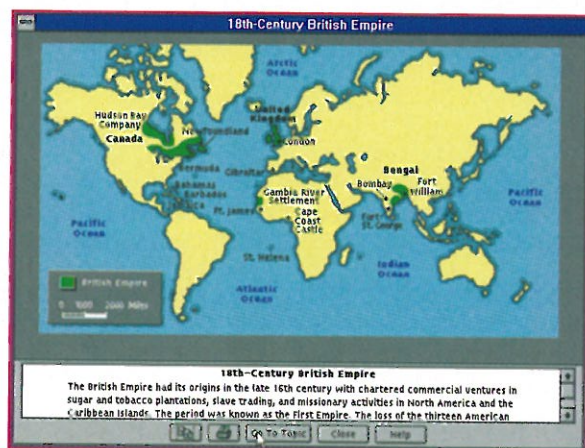 18th-Century British Empire
Arctic
Ocean
Hudson Bay
Company
Canada
Newfoundland
United
Kingdom
London
Bermuda
Gibraltar
Bahamas
Barbados
Gambia River
Settlement
Ft. James
Cape
Coast
Castle
Bengal
Bombay
Fort
William
Fort
St. George
Pacific
Ocean
Pacific
Ocean
St. Helena
Atlantic
Ocean
Indian
Ocean
British Empire
0 1000 2000 Miles
18th-Century British Empire
The British Empire had its origins in the late 16th century with chartered commercial ventures in
sugar and tobacco plantations, slave trading, and missionary activities in North America and the
Caribbean Islands. The period was known as the First Empire. The loss of the thirteen American
Go To Topic
Close
Help